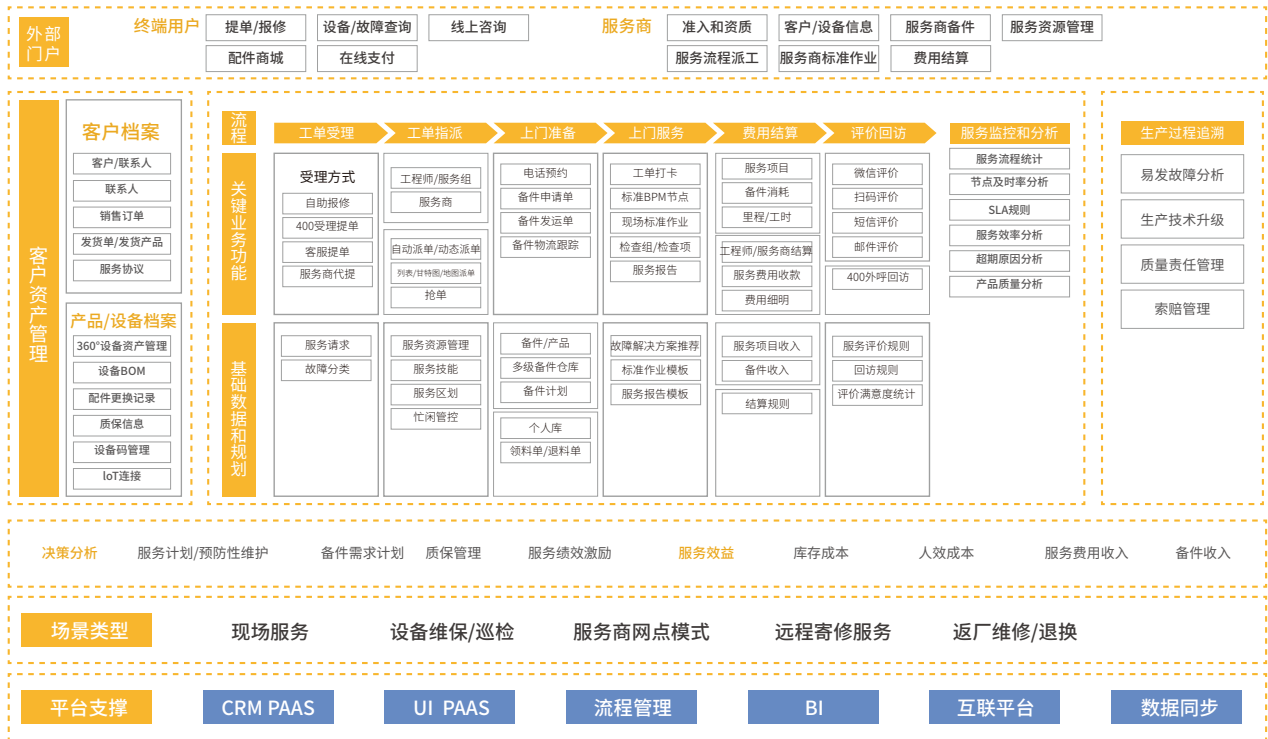 外部
门户
终端用户
提单/报修
设备/故障查询
线上咨询
配件商城
在线支付
服务商
准入和资质
客户/设备信息
服务商备件
服务资源管理
服务流程派工
服务商标准作业
费用结算
客户资产管理
客户档案
客户/联系人
联系人
销售订单
发货单/发货产品
服务协议
产品/设备档案
360°设备资产管理
设备BOM
配件更换记录
质保信息
设备码管理
loT连接
流程
工单受理
工单指派
上门准备
上门服务
费用结算
评价回访
服务监控和分析
关键业务功能
受理方式
自助报修
400受理提单
客服提单
服务商代提
工程师/服务组
服务商
自动派单/动态派单
列表/甘特图/地图派单
抢单
电话预约
备件申请单
备件发运单
备件物流跟踪
工单打卡
标准BPM节点
现场标准作业
检查组/检查项
服务报告
服务项目
备件消耗
里程/工时
工程师/服务商结算
服务费用收款
费用细明
微信评价
扫码评价
短信评价
邮件评价
400外呼回访
服务流程统计
节点及时率分析
SLA规则
服务效率分析
超期原因分析
产品质量分析
基础数据和规划
服务请求
故障分类
服务资源管理
服务技能
服务区划
忙闲管控
备件/产品
多级备件仓库
备件计划
个人库
领料单/退料单
故障解决方案推荐
标准作业模板
服务报告模板
服务项目收入
备件收入
结算规则
服务评价规则
回访规则
评价满意度统计
生产过程追溯
易发故障分析
生产技术升级
质量责任管理
索赔管理
决策分析
服务计划/预防性维护
备件需求计划
质保管理
服务绩效激励
服务效益
库存成本
人效成本
服务费用收入
备件收入
场景类型
现场服务
设备维保/巡检
服务商网点模式
远程寄修服务
返厂维修/退换
平台支撑
CRM PAAS
UI PAAS
流程管理
BI
互联平台
数据同步